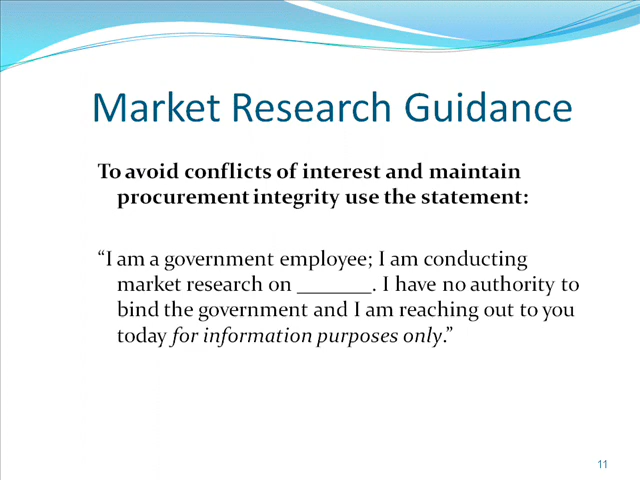 Market Research Guidance
To avoid conflicts of interest and maintain
procurement integrity use the statement:
“I am a government employee; I am conducting
market research on _______. I have no authority to
bind the government and I am reaching out to you
today for information purposes only.”
11